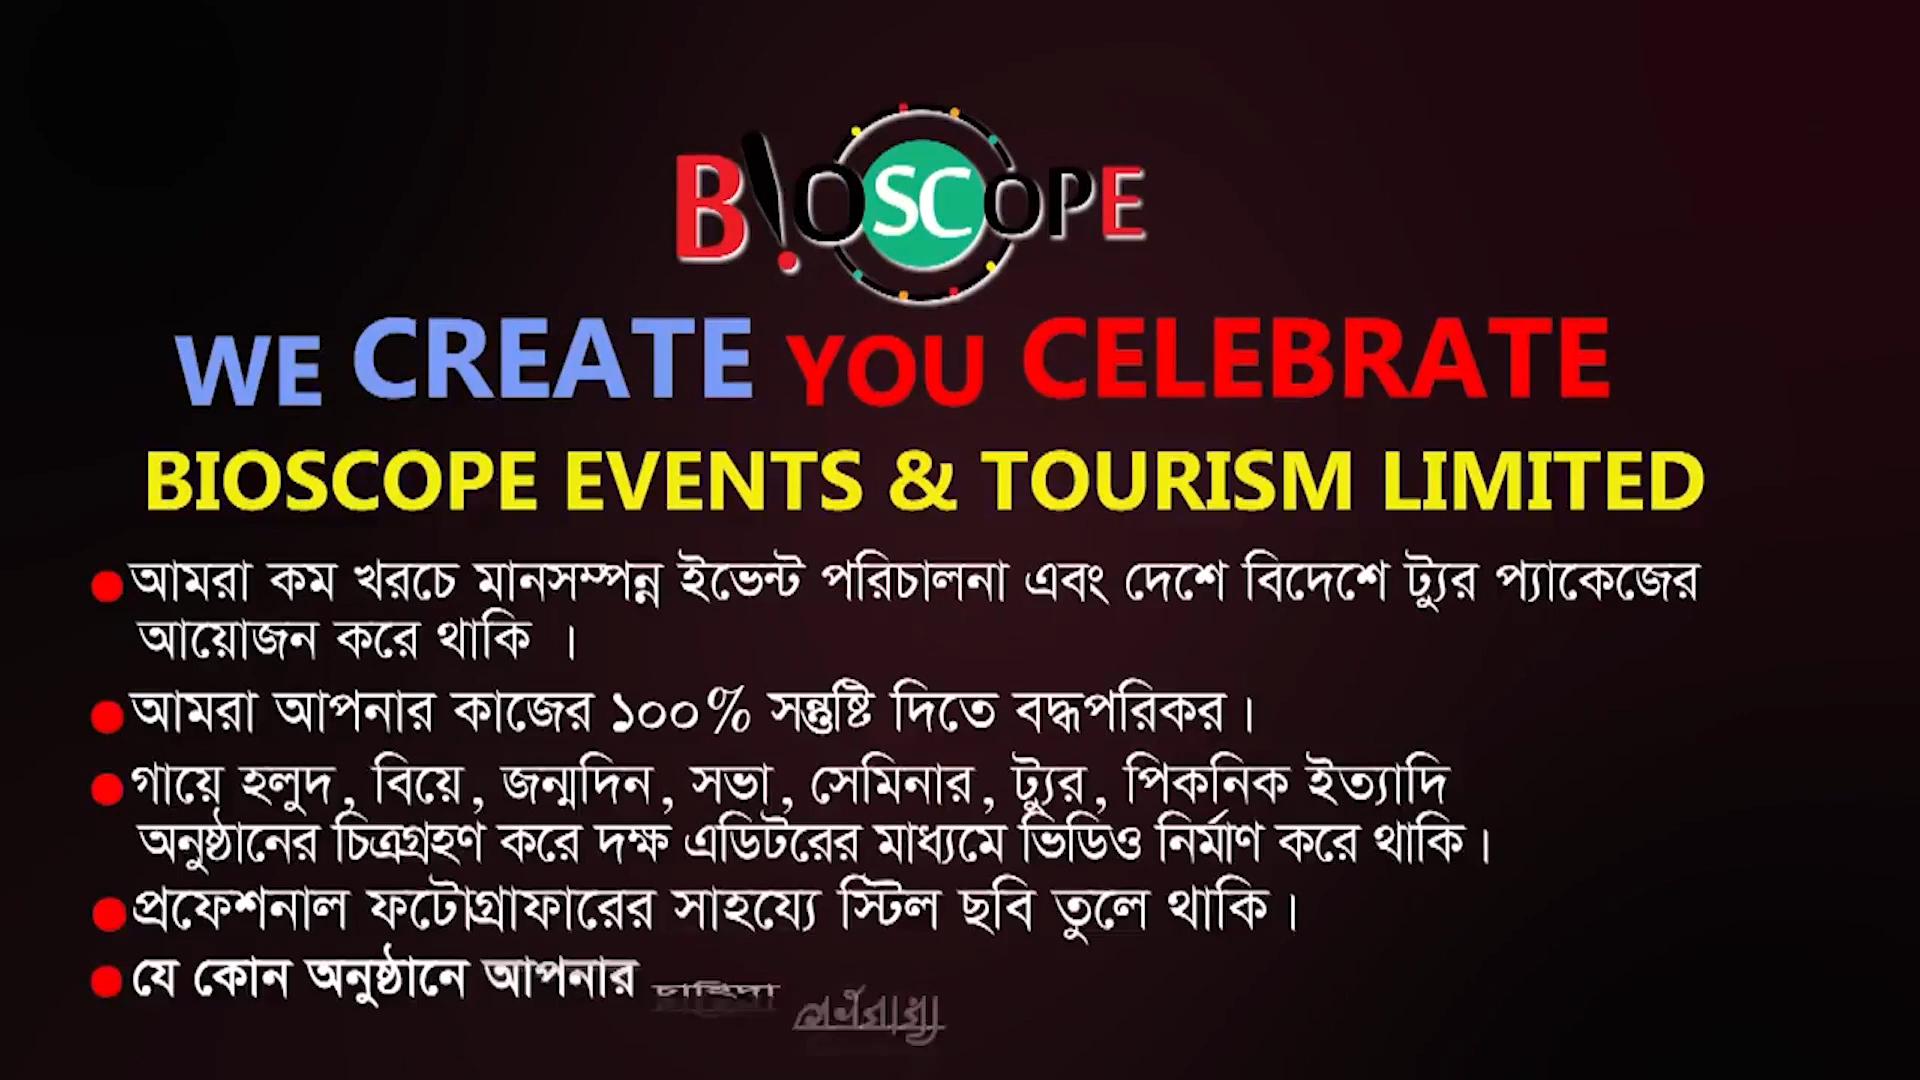 BIOSCOPE
WE CREATE YOU CELEBRATE
BIOSCOPE EVENTS & TOURISM LIMITED
আমরা কম খরচে মানসম্পন্ন ইভেন্ট পরিচালনা এবং দেশে বিদেশে ট্যুর প্যাকেজের
আয়োজন করে থাকি ।
আমরা আপনার কাজের ১০০% সন্তুষ্টি দিতে বদ্ধপরিকর।
গায়ে হলুদ, বিয়ে, জন্মদিন, সভা, সেমিনার, ট্যুর, পিকনিক ইত্যাদি
অনুষ্ঠানের চিত্রগ্রহণ করে দক্ষ এডিটরের মাধ্যমে ভিডিও নির্মাণ করে থাকি।
প্রফেশনাল ফটোগ্রাফারের সাহয্যে স্টিল ছবি তুলে থাকি।
যে কোন অনুষ্ঠানে আপনার